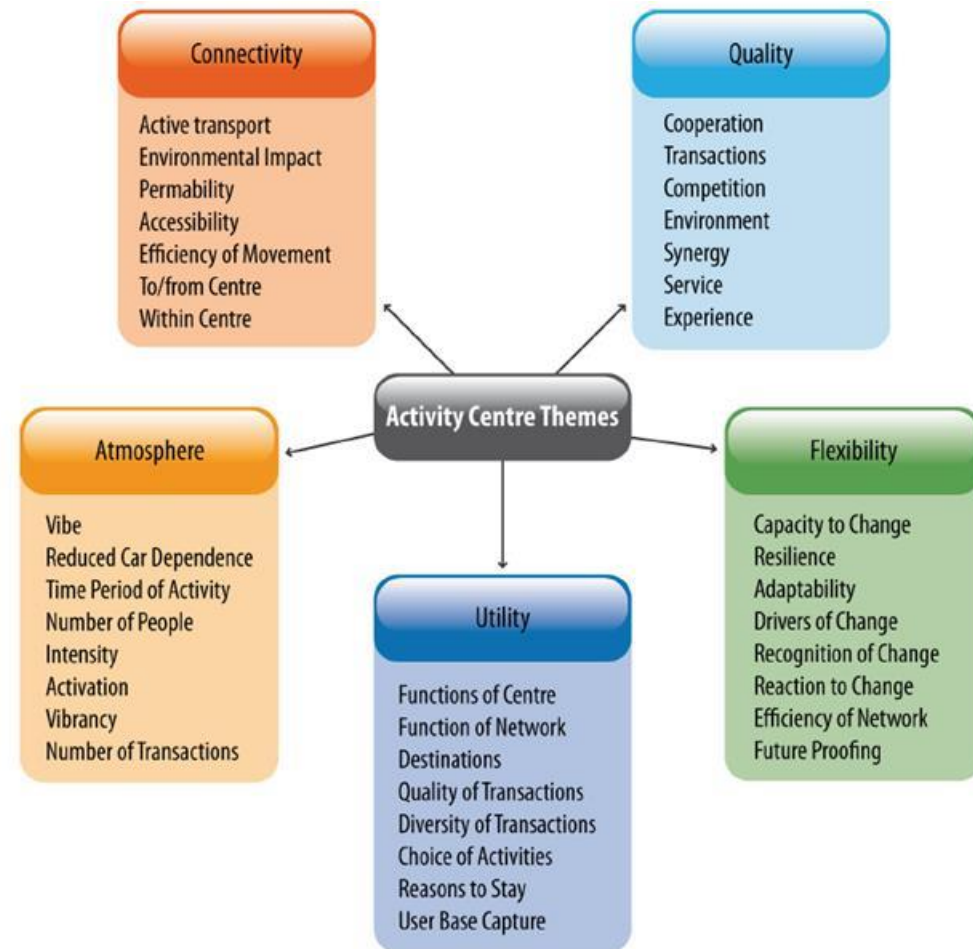 Connectivity
Active transport
Environmental Impact
Permability
Accessibility
Efficiency of Movement
To/from Centre
Within Centre
Quality
Cooperation
Transactions
Competition
Environment
Synergy
Service
Experience
Activity Centre Themes
Atmosphere
Vibe
Reduced Car Dependence
Time Period of Activity
Number of People
Intensity
Activation
Vibrancy
Number of Transactions
Utility
Functions of Centre
Function of Network
Destinations
Quality of Transactions
Diversity of Transactions
Choice of Activities
Reasons to Stay
User Base Capture
Flexibility
Capacity to Change
Resilience
Adaptability
Drivers of Change
Recognition of Change
Reaction to Change
Efficiency of Network
Future Proofing